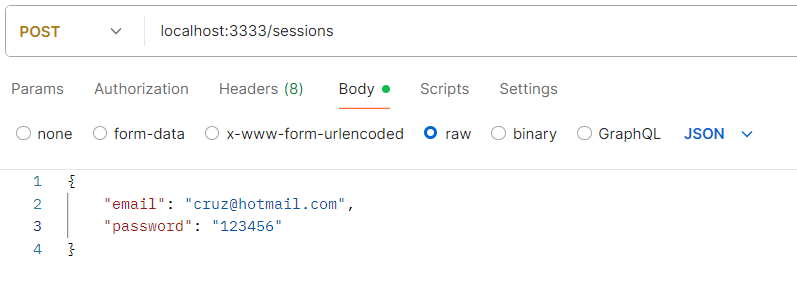 POST localhost:3333/sessions
Params Authorization Headers (8) Body Scripts Settings
none form-data x-www-form-urlencoded raw binary GraphQL JSON
1 {
2 "email": "cruz@hotmail.com",
3 "password": "123456"
4 }